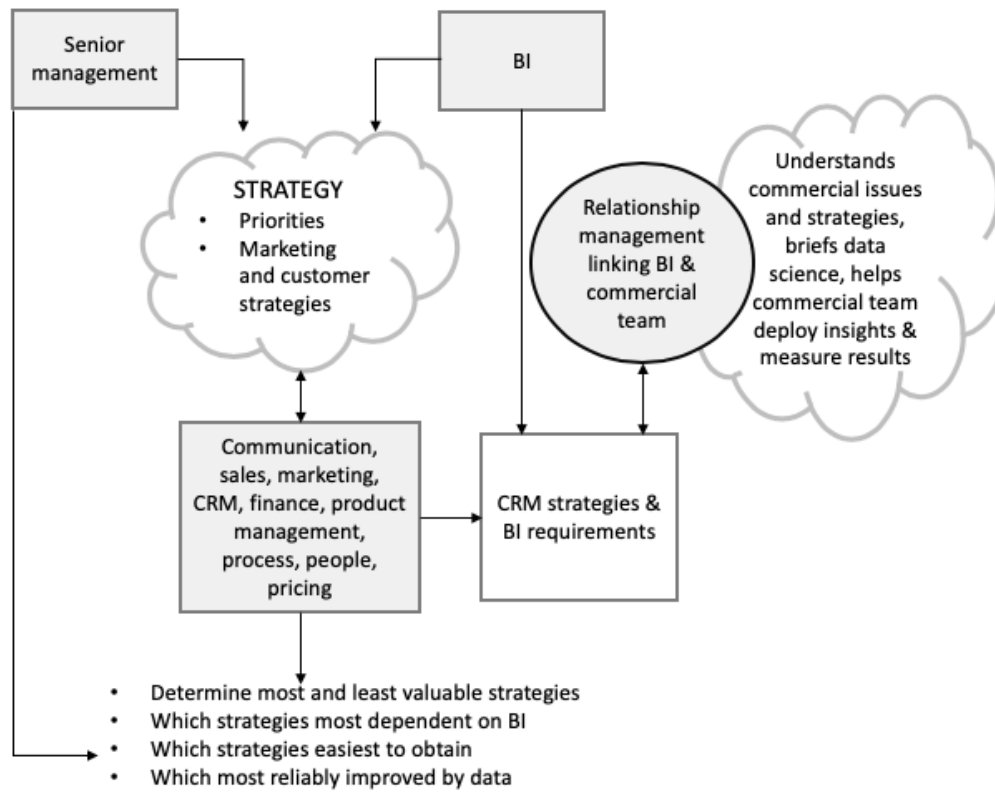 Senior
management
BI
STRATEGY
• Priorities
• Marketing
and customer
strategies
Relationship
management
linking BI &
commercial
team
Understands
commercial issues
and strategies,
briefs data
science, helps
commercial team
deploy insights &
measure results
Communication,
sales, marketing,
CRM, finance, product
management,
process, people,
pricing
CRM strategies &
BI requirements
• Determine most and least valuable strategies
• Which strategies most dependent on BI
• Which strategies easiest to obtain
• Which most reliably improved by data